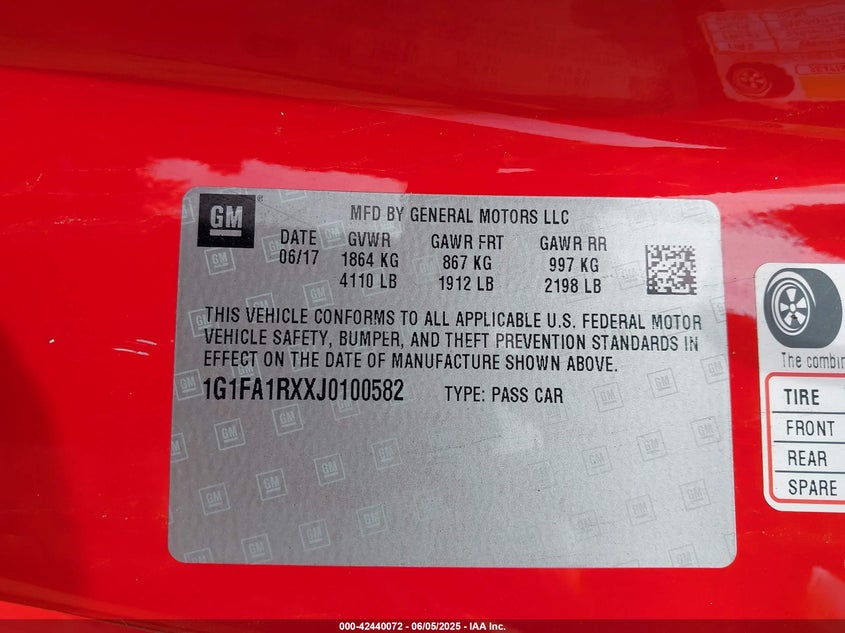 GM
MFD BY GENERAL MOTORS LLC
DATE GVWR GAWR FRT GAWR RR
06/17 1864 KG 867 KG 997 KG
4110 LB 1912 LB 2198 LB
THIS VEHICLE CONFORMS TO ALL APPLICABLE U.S. FEDERAL MOTOR
VEHICLE SAFETY, BUMPER, AND THEFT PREVENTION STANDARDS IN
EFFECT ON THE DATE OF MANUFACTURE SHOWN ABOVE.
1G1FA1RXXJ0100582 TYPE: PASS CAR
The combin
TIRE
FRONT
REAR
SPARE
000-42440072 - 06/05/2025 - IAA Inc.